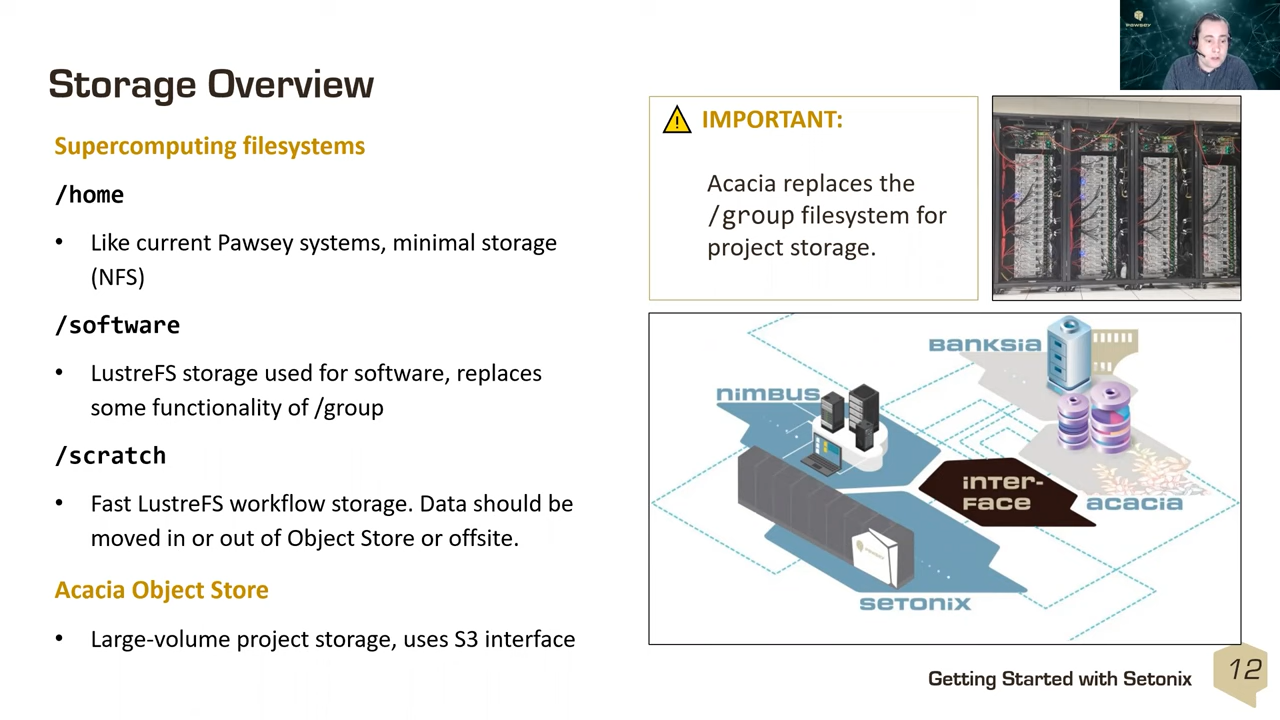 PAWSEY
Storage Overview
Supercomputing filesystems
/home
• Like current Pawsey systems, minimal storage
(NFS)
/software
• LustreFS storage used for software, replaces
some functionality of /group
/scratch
• Fast LustreFS workflow storage. Data should be
moved in or out of Object Store or offsite.
Acacia Object Store
• Large-volume project storage, uses S3 interface
IMPORTANT:
Acacia replaces the
/group filesystem for
project storage.
BANKSIA
NIMBUS
INTER-
FACE
ACACIA
PAWSEY
SETONIX
Getting Started with Setonix
12